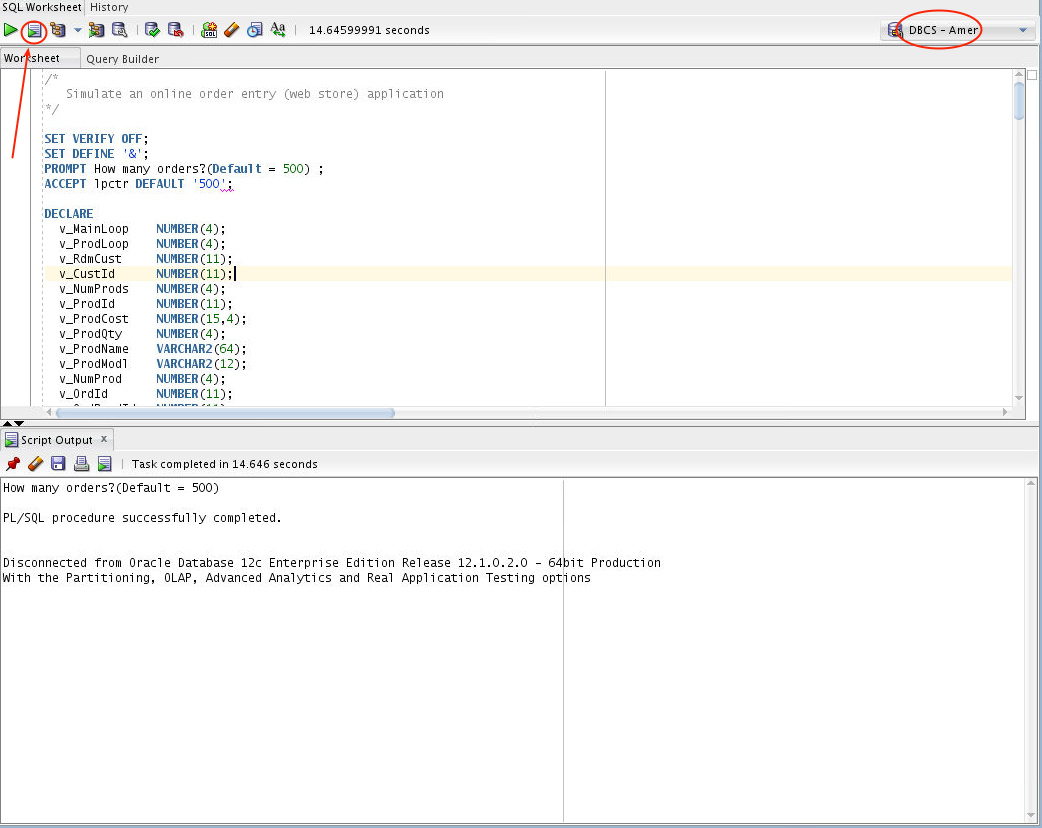 SQL Worksheet History
14.64599991 seconds
DBCS - Amer
Worksheet Query Builder
/*
Simulate an online order entry (web store) application
*/
SET VERIFY OFF;
SET DEFINE '&';
PROMPT How many orders?(Default = 500) ;
ACCEPT lpctr DEFAULT '500';
DECLARE
v_MainLoop NUMBER(4);
v_ProdLoop NUMBER(4);
v_RdmCust NUMBER(11);
v_CustId NUMBER(11);
v_NumProds NUMBER(4);
v_ProdId NUMBER(11);
v_ProdCost NUMBER(15,4);
v_ProdQty NUMBER(4);
v_ProdName VARCHAR2(64);
v_ProdModl VARCHAR2(12);
v_NumProd NUMBER(4);
v_OrdId NUMBER(11);
Script Output x
Task completed in 14.646 seconds
How many orders?(Default = 500)
PL/SQL procedure successfully completed.
Disconnected from Oracle Database 12c Enterprise Edition Release 12.1.0.2.0 - 64bit Production
With the Partitioning, OLAP, Advanced Analytics and Real Application Testing options